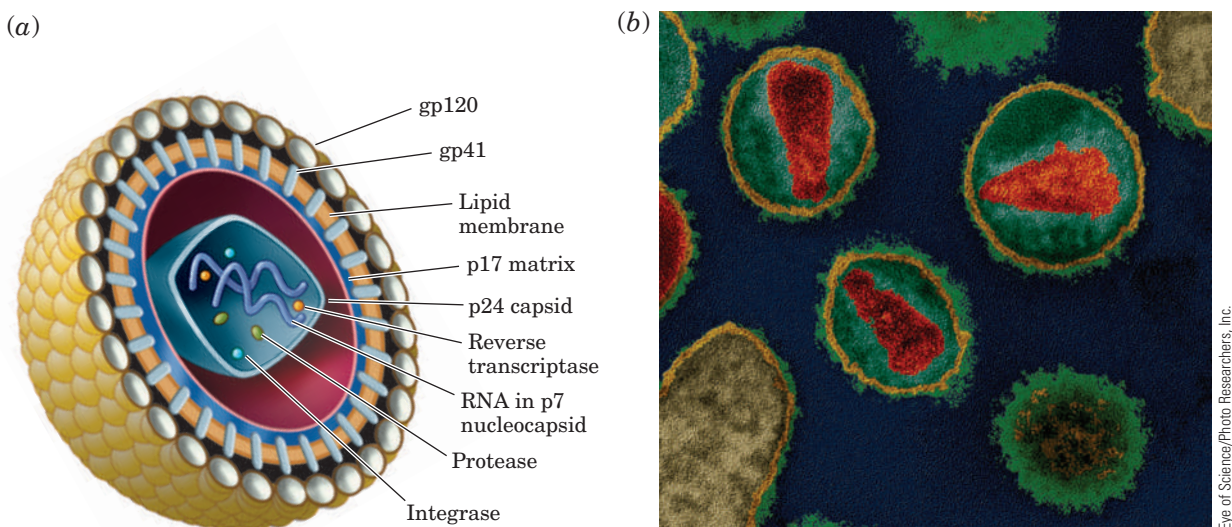 (a)
gp120
gp41
Lipid
membrane
p17 matrix
p24 capsid
Reverse
transcriptase
RNA in p7
nucleocapsid
Protease
Integrase
(b)
Eye of Science/Photo Researchers, Inc.